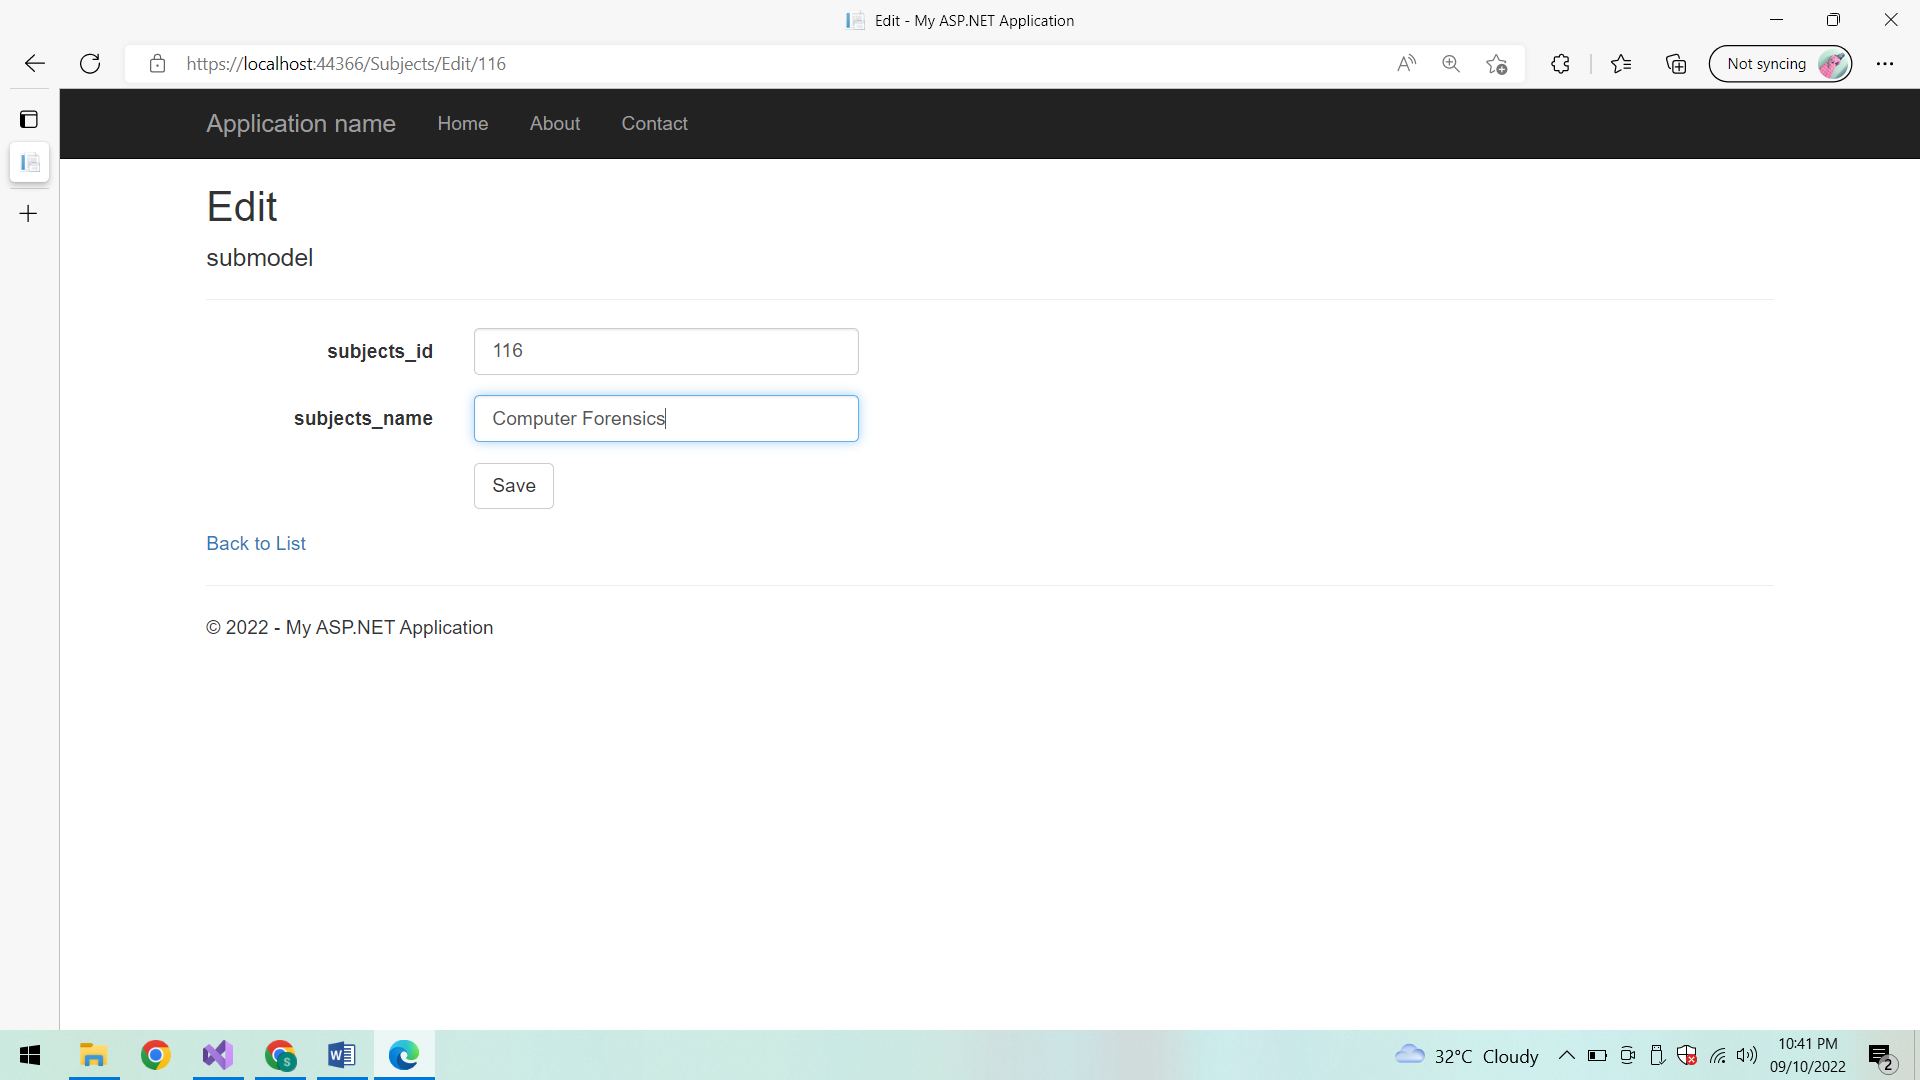 Edit - My ASP.NET Application
https://localhost:44366/Subjects/Edit/116
Not syncing
Application name Home About Contact
Edit
submodel
subjects_id 116
subjects_name Computer Forensics
Save
Back to List
© 2022 - My ASP.NET Application
32°C Cloudy
10:41 PM
09/10/2022
2